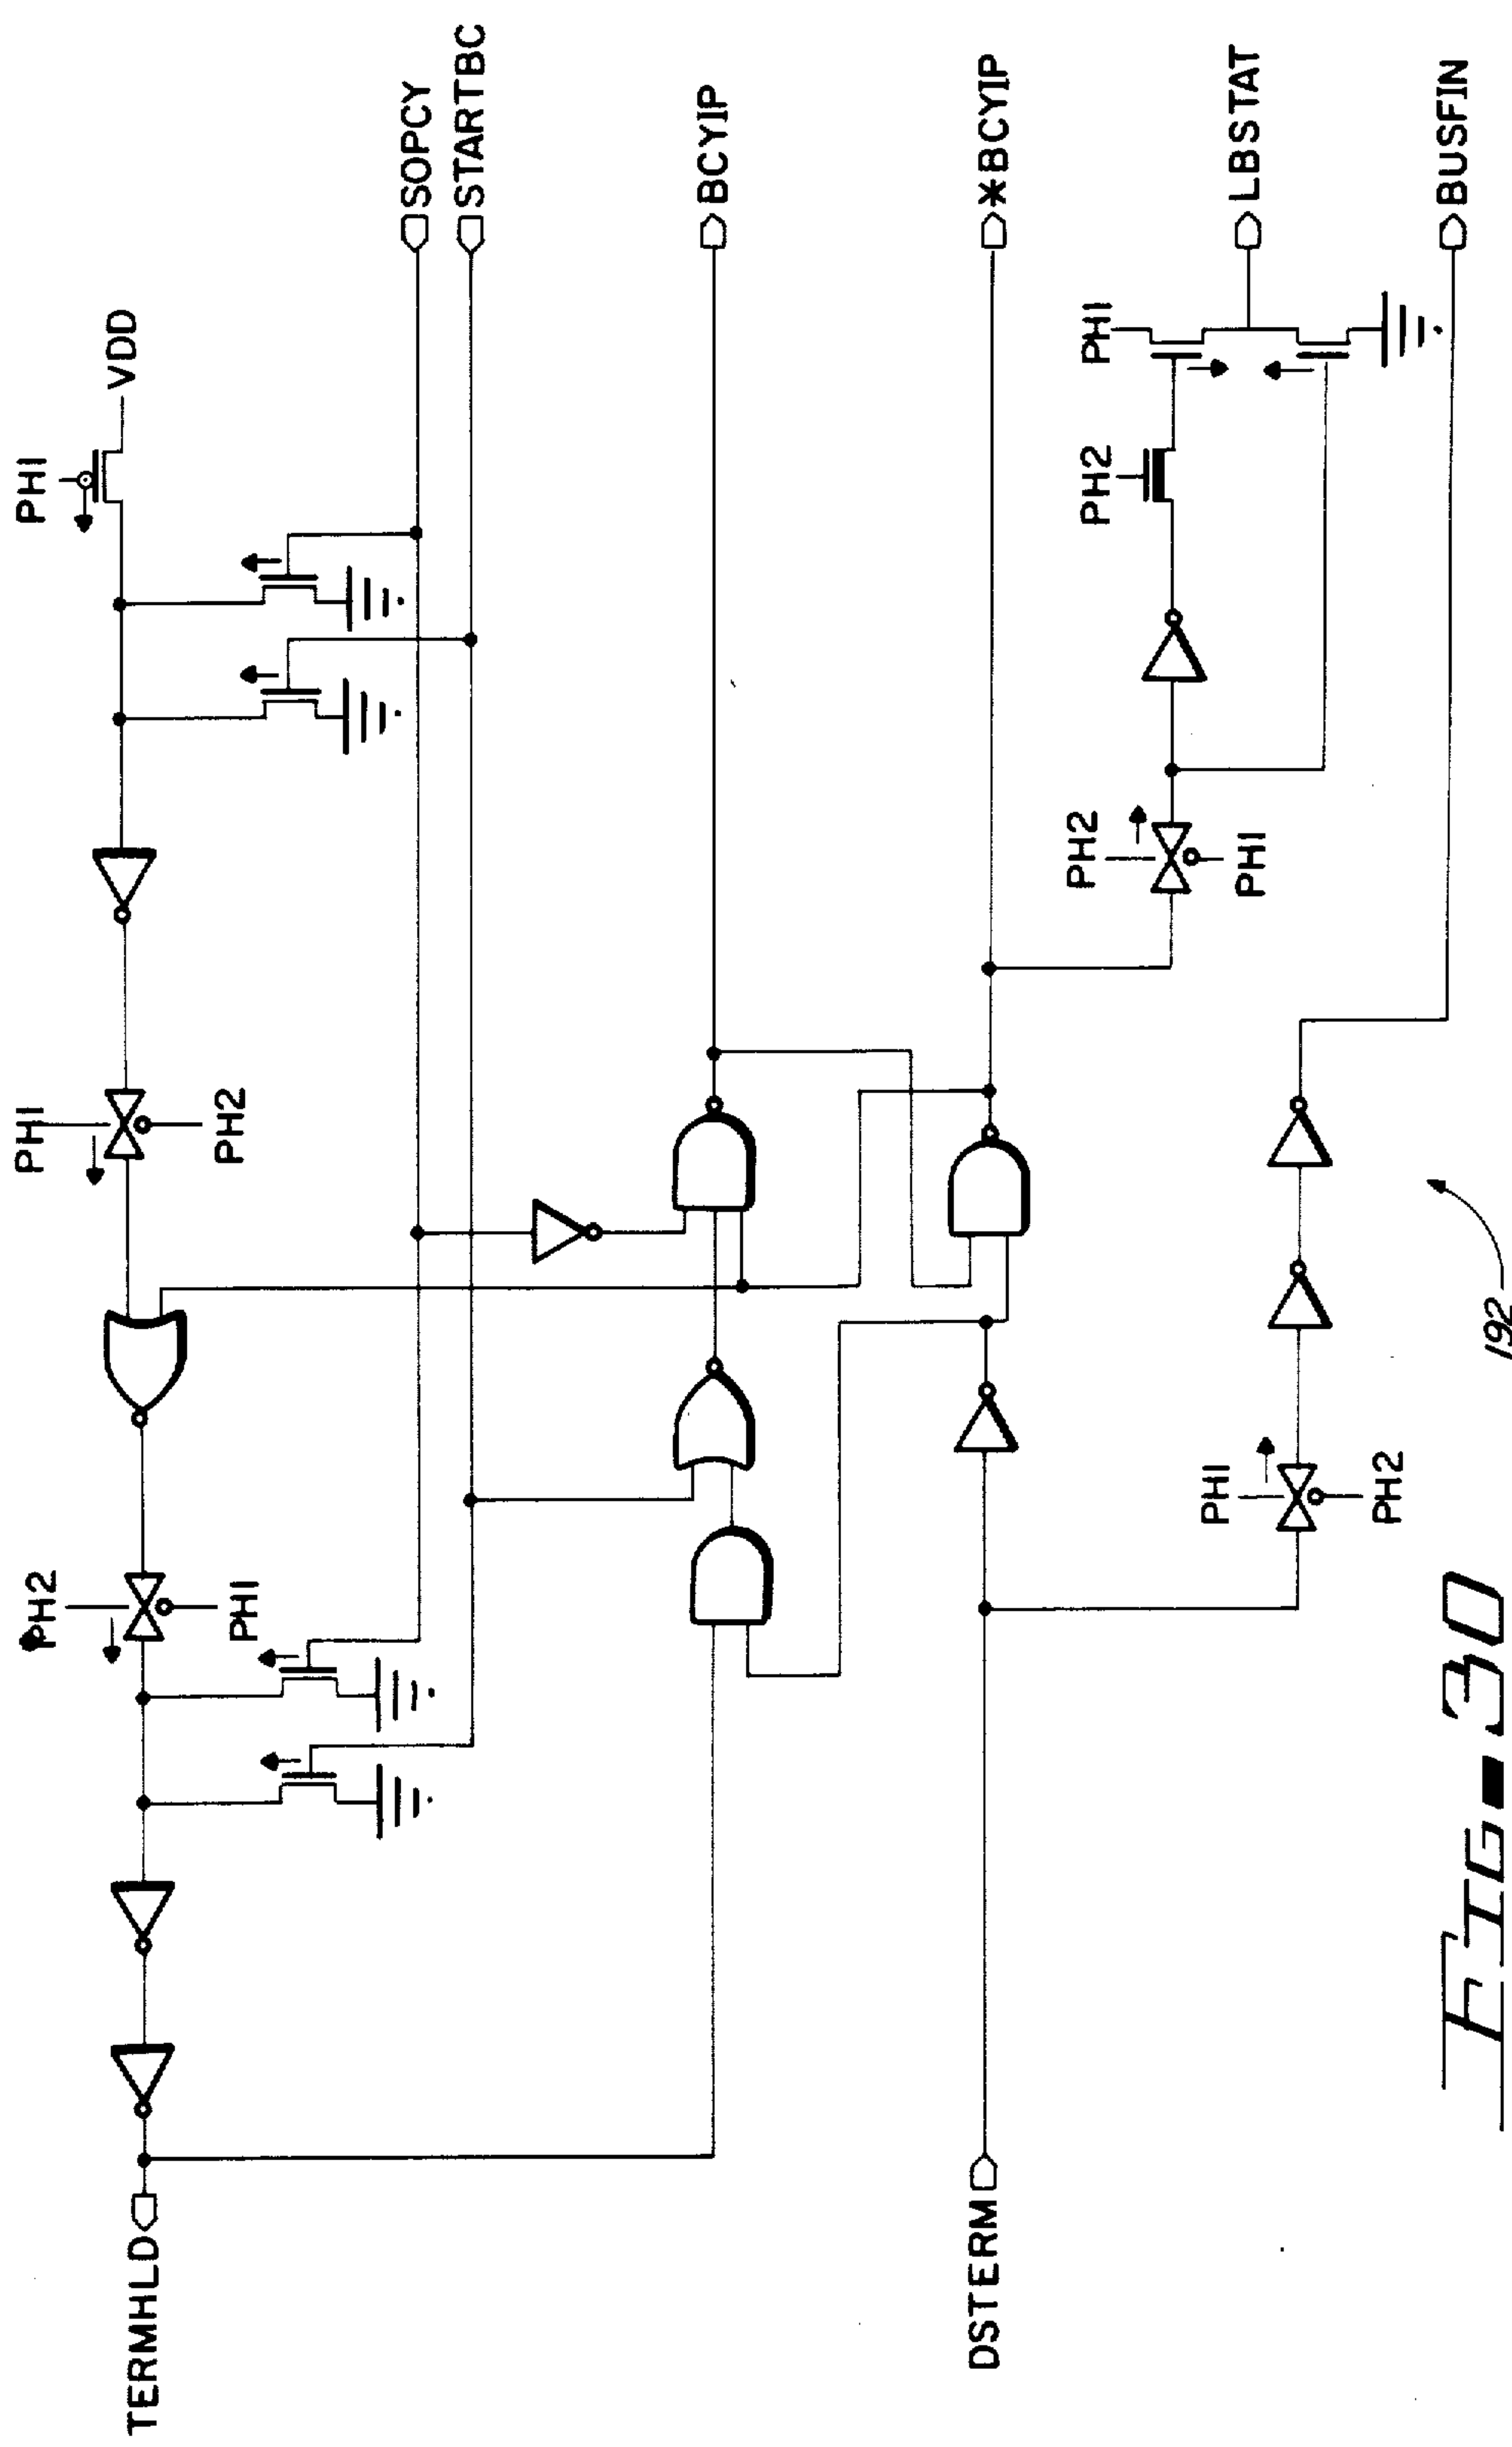 PHI
VDD
SOPCY
STARTBC
PHI
PH2
PH2
PHI
TERMHLD
BCYIP
*BCYIP
DSTERM
PH2
PHI
PH2
PHI
LBSTAT
PHI
PH2
BUSFIN
192
FIG-30